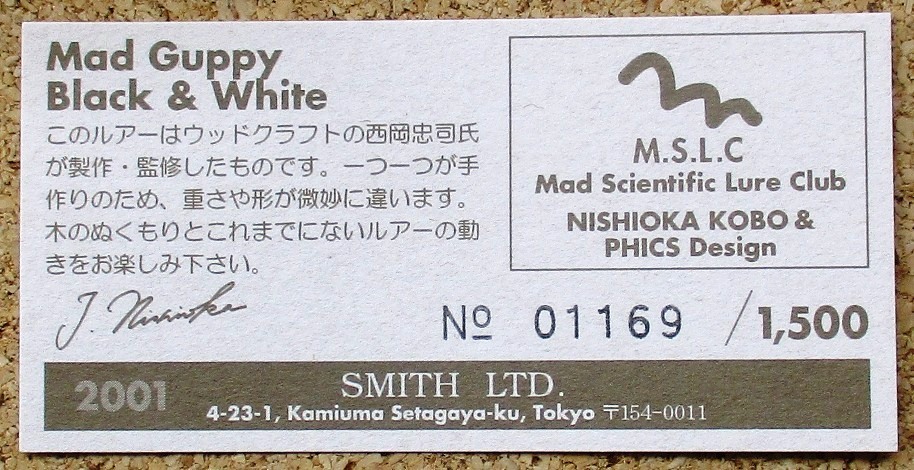 Mad Guppy
Black & White
このルアーはウッドクラフトの西岡忠司氏
が製作・監修したものです。一つ一つが手
作りのため、重さや形が微妙に違います。
木のぬくもりとこれまでにないルアーの動
きをお楽しみ下さい。
J. Nishioka
M.S.L.C
Mad Scientific Lure Club
NISHIOKA KOBO &
PHICS Design
№ 01169 /1,500
2001
SMITH LTD.
4-23-1, Kamiuma Setagaya-ku, Tokyo 〒154-0011